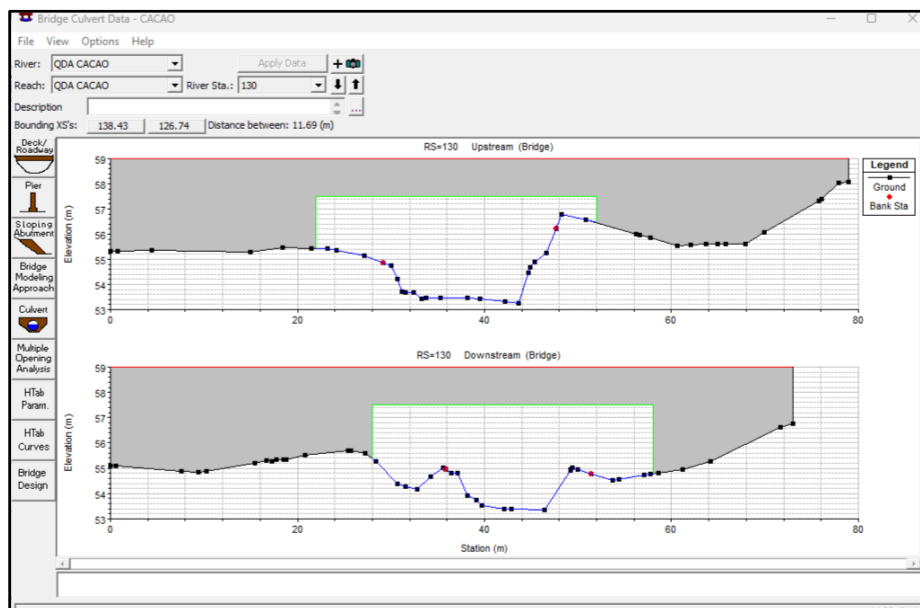 Bridge Culvert Data - CACAO
File View Options Help
River: QDA CACAO Apply Data +
Reach: QDA CACAO River Sta.: 130
Description ...
Bounding XS's: 138.43 126.74 Distance between: 11.69 (m)
Deck/
Roadway
Pier
Sloping
Abutment
Bridge
Modeling
Approach
Culvert
Multiple
Opening
Analysis
HTab
Param.
HTab
Curves
Bridge
Design
RS=130 Upstream (Bridge)
Elevation (m)
59
58
57
56
55
54
53
0 20 40 60 80
Legend
Ground
Bank Sta
RS=130 Downstream (Bridge)
Elevation (m)
59
58
57
56
55
54
53
0 20 40 60 80
Station (m)